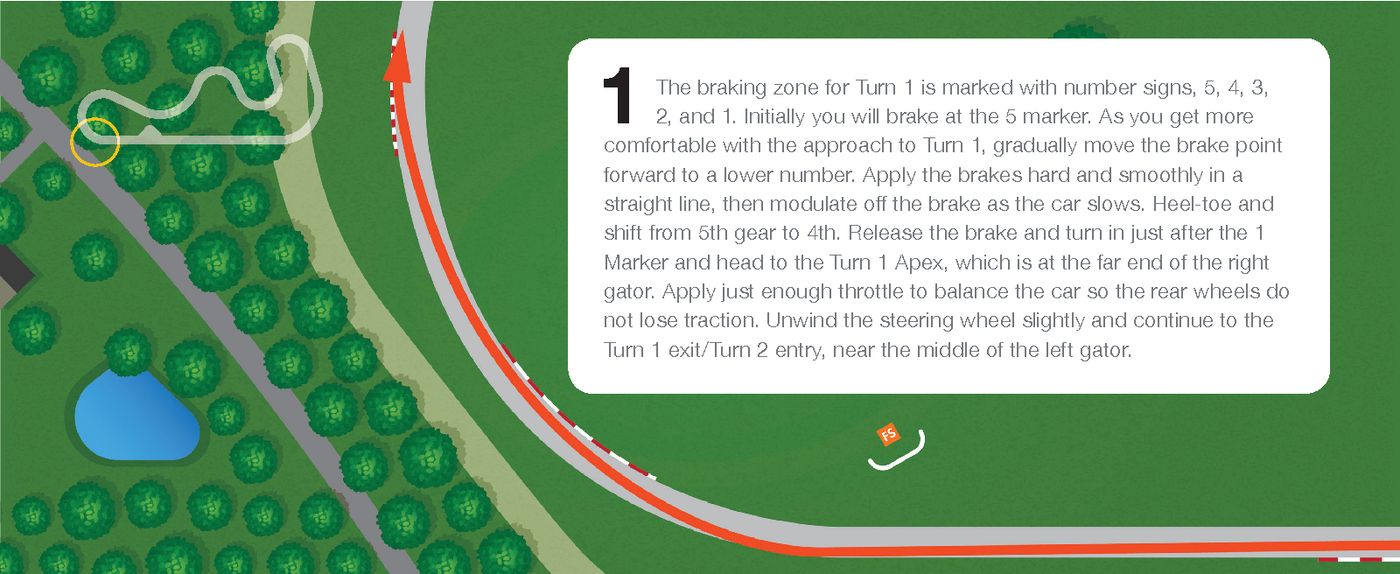 1
The braking zone for Turn 1 is marked with number signs, 5, 4, 3,
2, and 1. Initially you will brake at the 5 marker. As you get more
comfortable with the approach to Turn 1, gradually move the brake point
forward to a lower number. Apply the brakes hard and smoothly in a
straight line, then modulate off the brake as the car slows. Heel-toe and
shift from 5th gear to 4th. Release the brake and turn in just after the 1
Marker and head to the Turn 1 Apex, which is at the far end of the right
gator. Apply just enough throttle to balance the car so the rear wheels do
not lose traction. Unwind the steering wheel slightly and continue to the
Turn 1 exit/Turn 2 entry, near the middle of the left gator.
FS